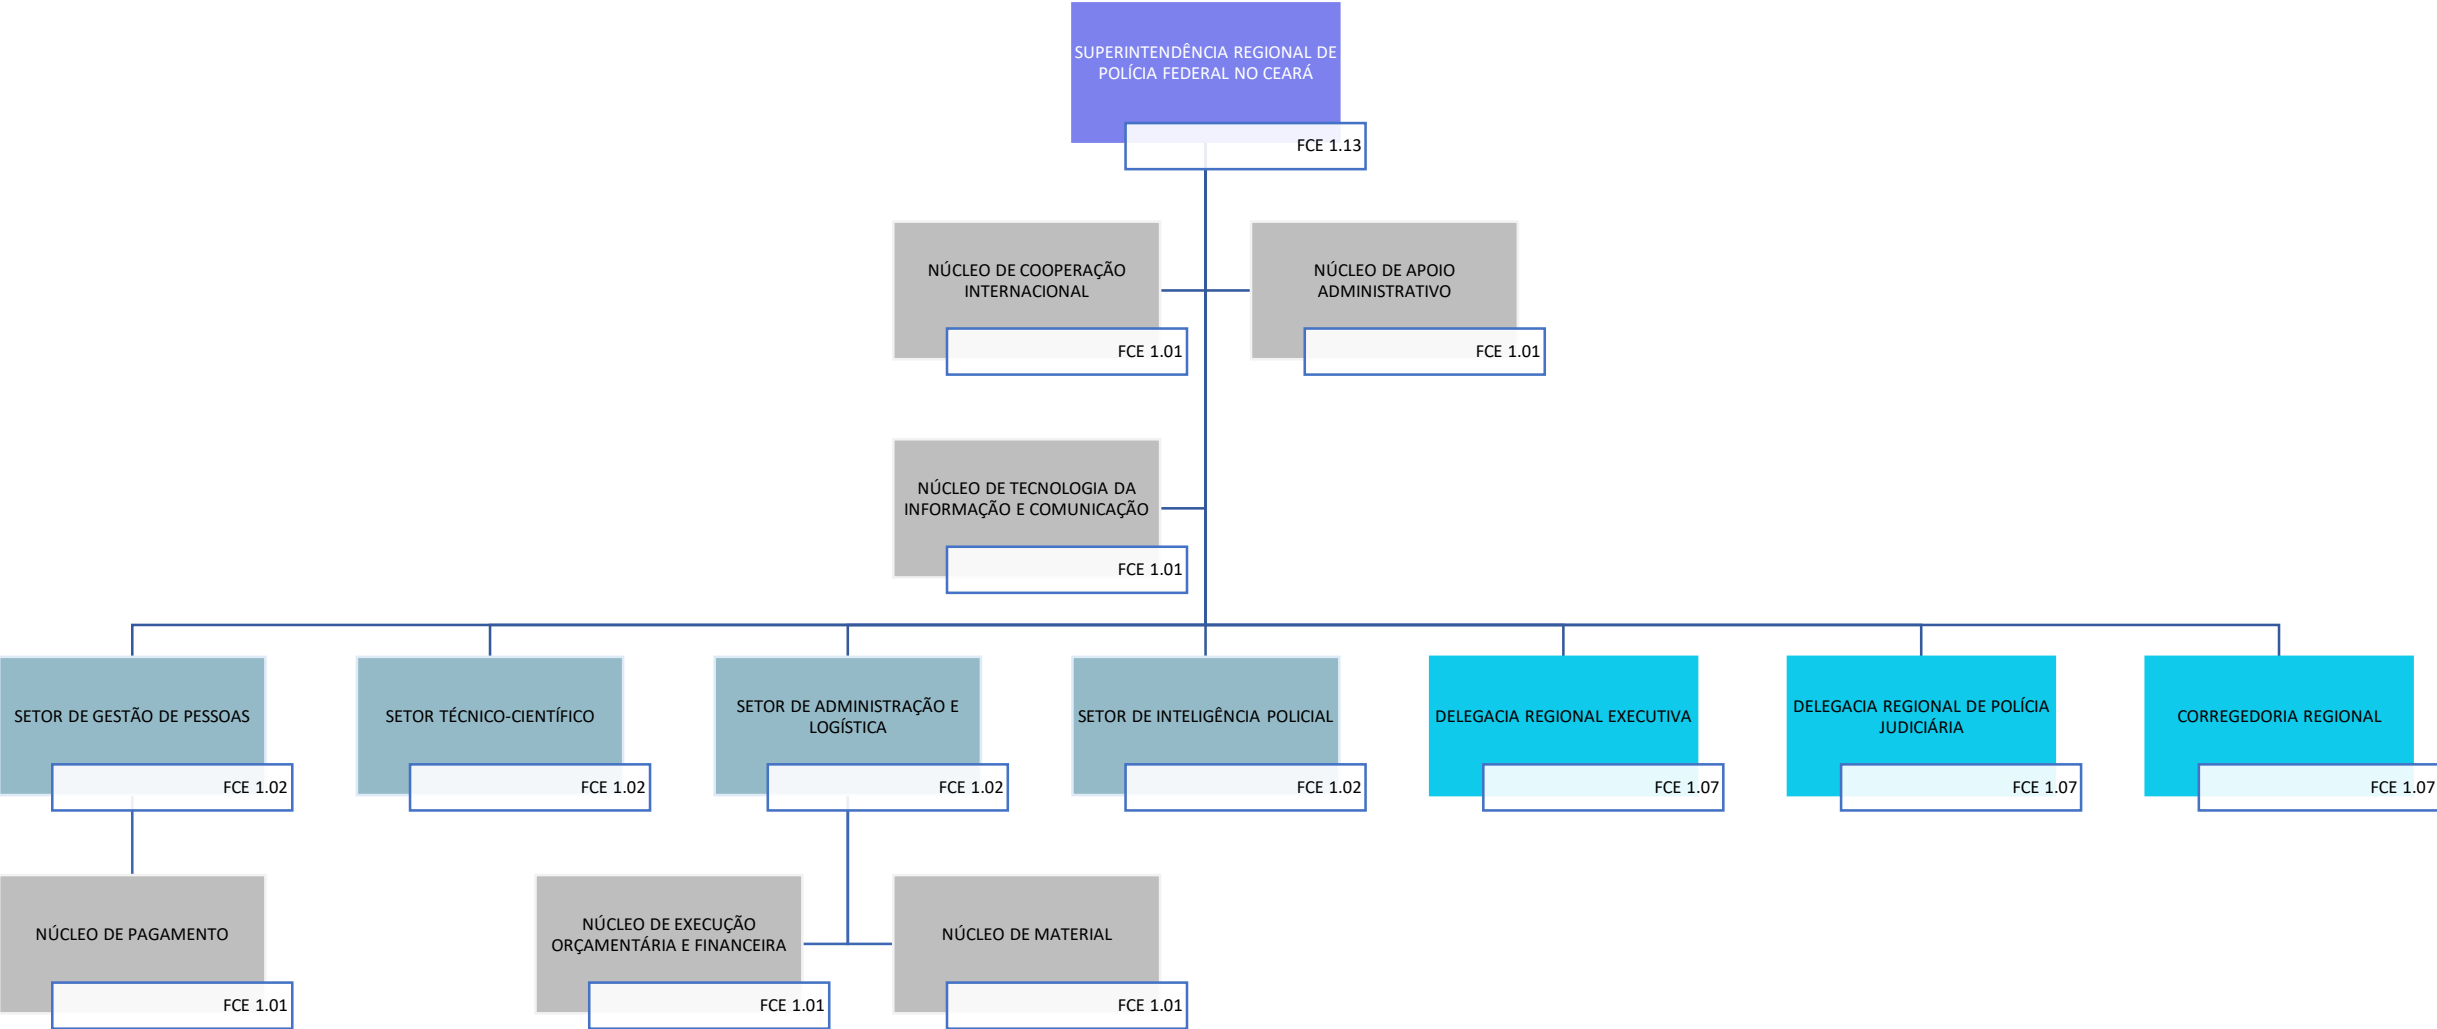 SUPERINTENDÊNCIA REGIONAL DE
POLÍCIA FEDERAL NO CEARÁ
FCE 1.13
NÚCLEO DE COOPERAÇÃO
INTERNACIONAL
FCE 1.01
NÚCLEO DE APOIO
ADMINISTRATIVO
FCE 1.01
NÚCLEO DE TECNOLOGIA DA
INFORMAÇÃO E COMUNICAÇÃO
FCE 1.01
SETOR DE GESTÃO DE PESSOAS
FCE 1.02
SETOR TÉCNICO-CIENTÍFICO
FCE 1.02
SETOR DE ADMINISTRAÇÃO E
LOGÍSTICA
FCE 1.02
SETOR DE INTELIGÊNCIA POLICIAL
FCE 1.02
DELEGACIA REGIONAL EXECUTIVA
FCE 1.07
DELEGACIA REGIONAL DE POLÍCIA
JUDICIÁRIA
FCE 1.07
CORREGEDORIA REGIONAL
FCE 1.07
NÚCLEO DE PAGAMENTO
FCE 1.01
NÚCLEO DE EXECUÇÃO
ORÇAMENTÁRIA E FINANCEIRA
FCE 1.01
NÚCLEO DE MATERIAL
FCE 1.01